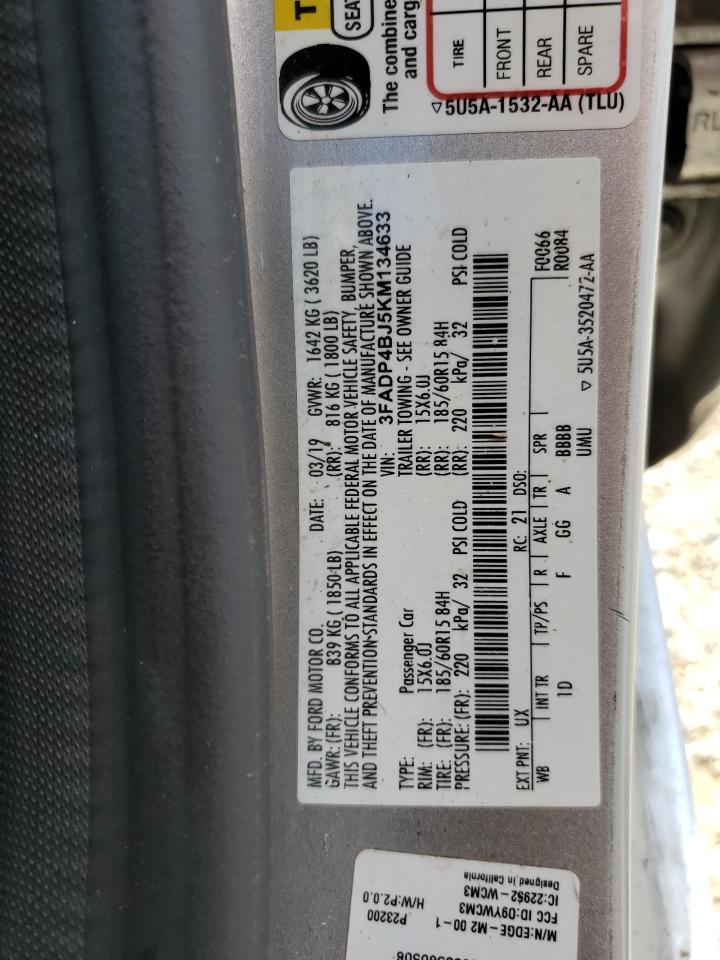 T
SEAT
The combine
and carg
TIRE
FRONT
REAR
SPARE
▽5U5A-1532-AA (TLU)
MFD. BY FORD MOTOR CO. DATE: 03/19 GVWR: 1642 KG ( 3620 LB)
GAWR: (FR): 839 KG ( 1850 LB) (RR): 816 KG ( 1800 LB)
THIS VEHICLE CONFORMS TO ALL APPLICABLE FEDERAL MOTOR VEHICLE SAFETY, BUMPER,
AND THEFT PREVENTION STANDARDS IN EFFECT ON THE DATE OF MANUFACTURE SHOWN ABOVE.
VIN: 3FADP4BJ5KM134633
TYPE: Passenger Car TRAILER TOWING - SEE OWNER GUIDE
RIM: (FR): 15X6.0J (RR): 15X6.0J
TIRE: (FR): 185/60R15 84H (RR): 185/60R15 84H
PRESSURE: (FR): 220 kPa/ 32 PSI COLD (RR): 220 kPa/ 32 PSI COLD
EXT PNT: UX RC: 21 DSO:
WB INT TR TP/PS R AXLE TR SPR F0066
R0084
1D F GG A BBBB
UMU
▽ 5U5A-3520472-AA
P23200
H/W:P2.0.0
M/N:EDGE-M2 00-1
FCC ID:D9YWCM3
IC:2295Z-WCM3
Designed in California